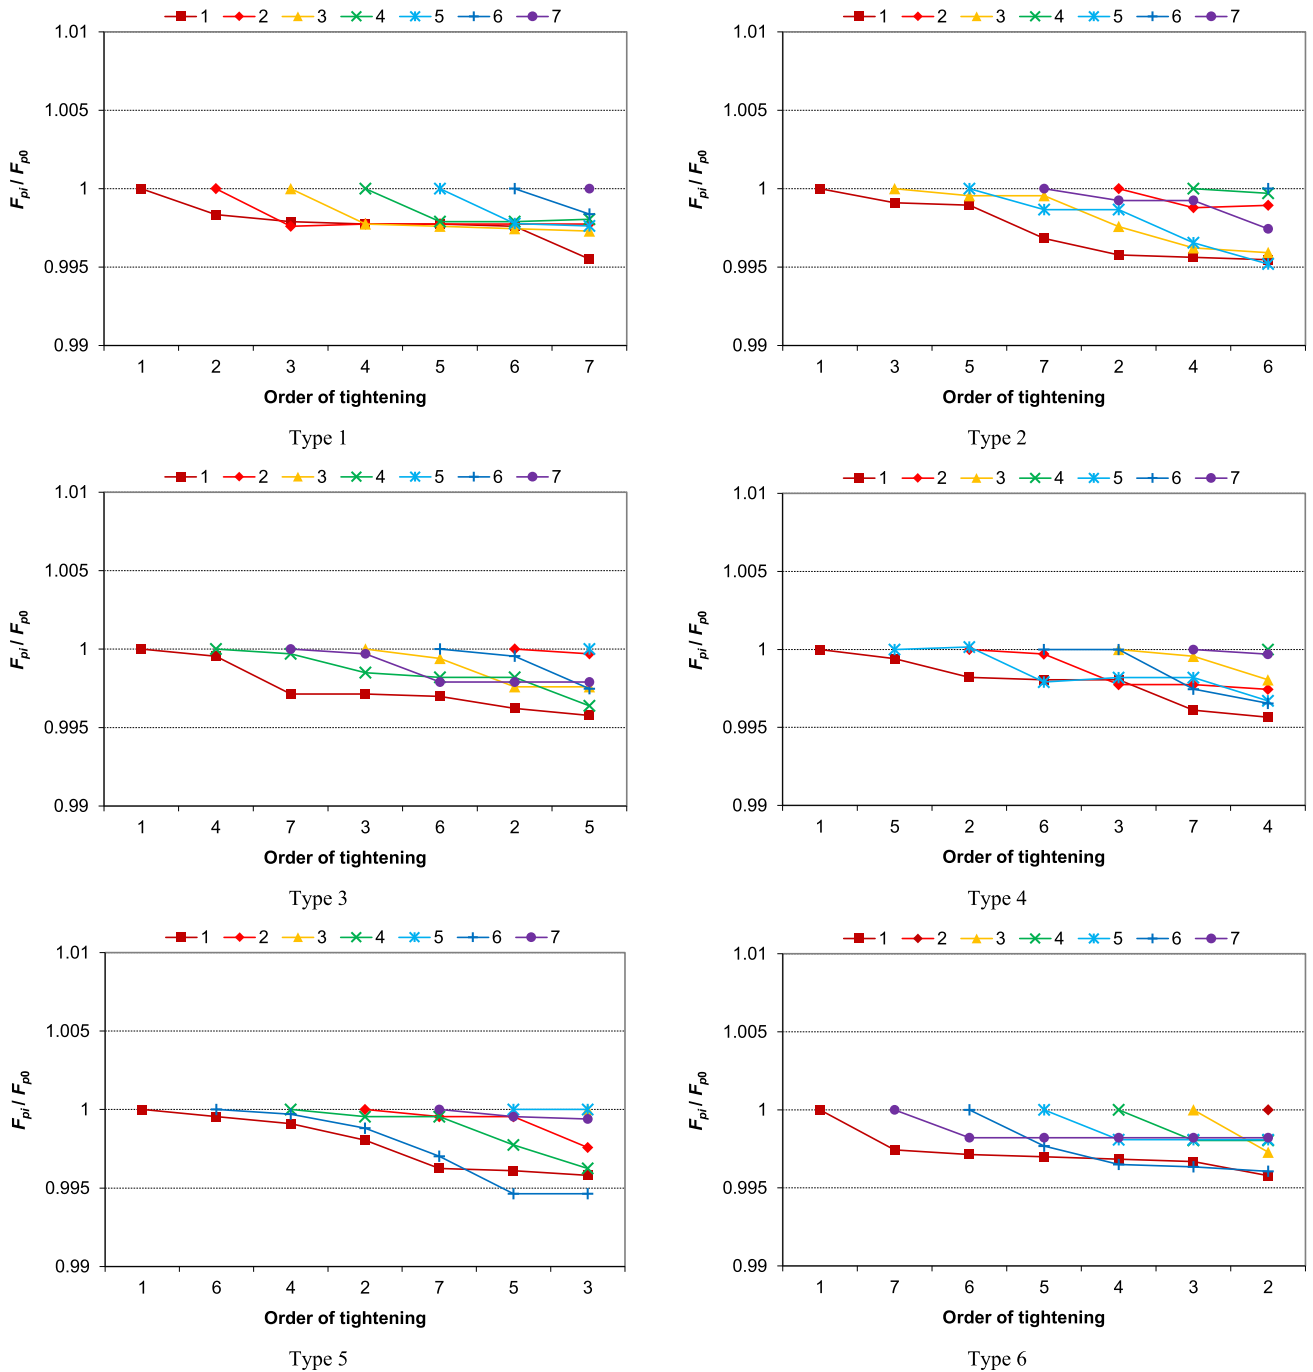 1 2 3 4 5 6 7
1.01
1.005
1
0.995
0.99
Fpi / Fp0
1 2 3 4 5 6 7
Order of tightening
Type 1
1 2 3 4 5 6 7
1.01
1.005
1
0.995
0.99
Fpi / Fp0
1 3 5 7 2 4 6
Order of tightening
Type 2
1 2 3 4 5 6 7
1.01
1.005
1
0.995
0.99
Fpi / Fp0
1 4 7 3 6 2 5
Order of tightening
Type 3
1 2 3 4 5 6 7
1.01
1.005
1
0.995
0.99
Fpi / Fp0
1 5 2 6 3 7 4
Order of tightening
Type 4
1 2 3 4 5 6 7
1.01
1.005
1
0.995
0.99
Fpi / Fp0
1 6 4 2 7 5 3
Order of tightening
Type 5
1 2 3 4 5 6 7
1.01
1.005
1
0.995
0.99
Fpi / Fp0
1 7 6 5 4 3 2
Order of tightening
Type 6